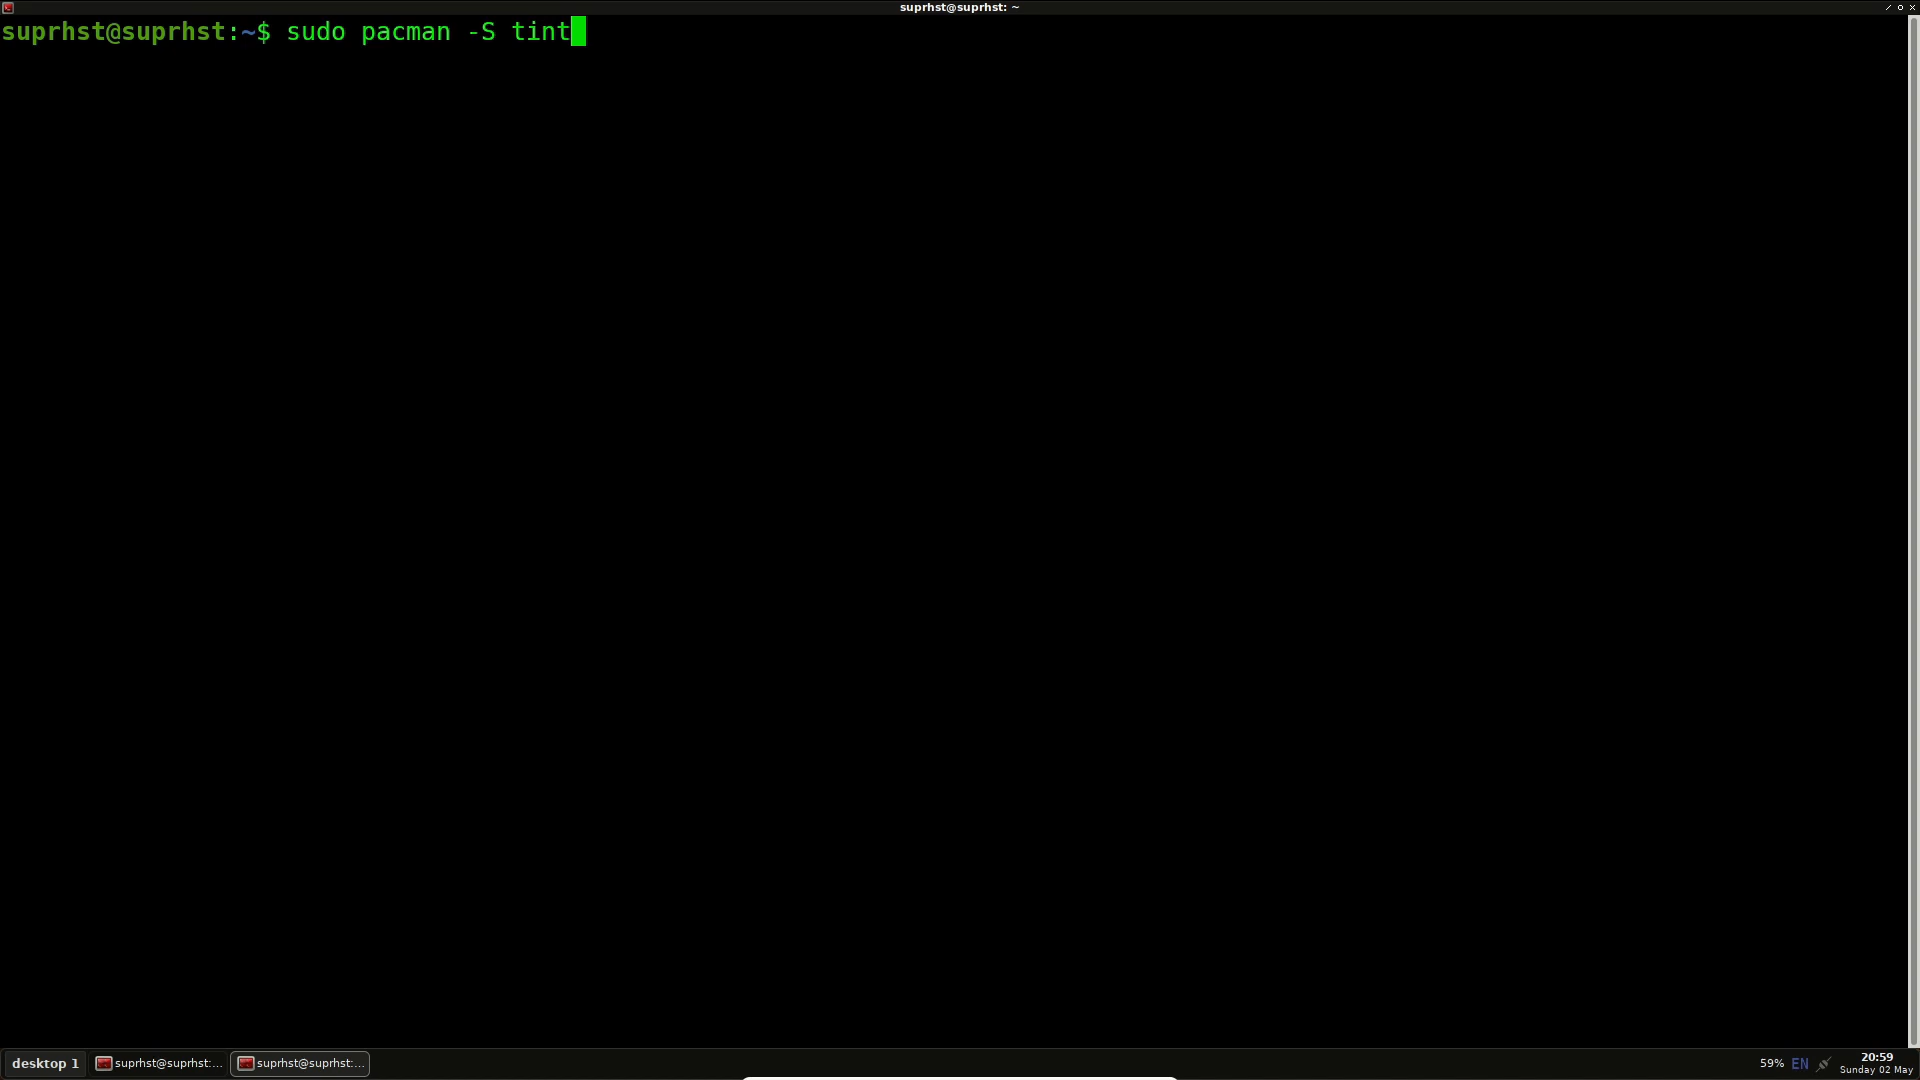 suprhst@suprhst: ~
suprhst@suprhst:~$ sudo pacman -S tint
desktop 1
suprhst@suprhst:...
suprhst@suprhst:...
59%
EN
20:59
Sunday 02 May